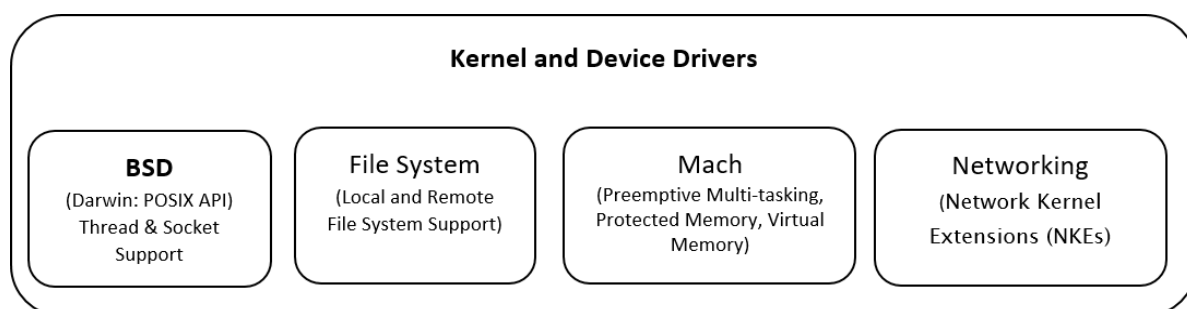 Kernel and Device Drivers
BSD
(Darwin: POSIX API)
Thread & Socket
Support
File System
(Local and Remote
File System Support)
Mach
(Preemptive Multi-tasking,
Protected Memory, Virtual
Memory)
Networking
(Network Kernel
Extensions (NKEs)